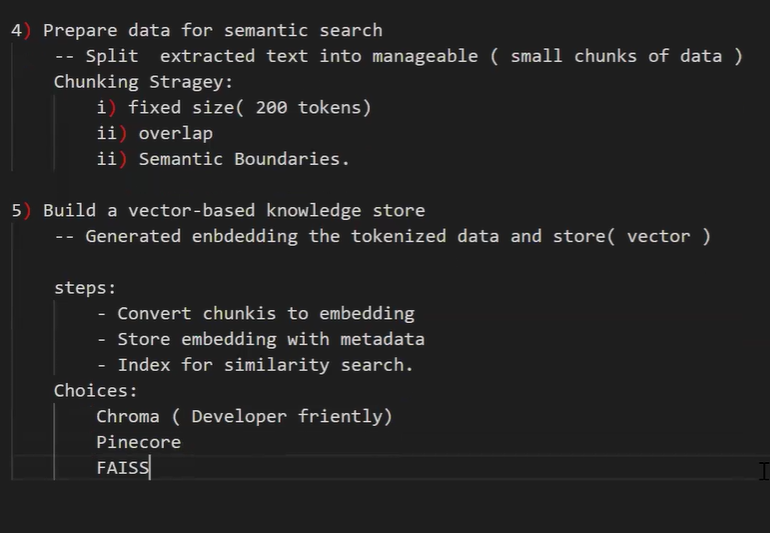 4) Prepare data for semantic search
-- Split  extracted text into manageable ( small chunks of data )
Chunking Stragey:
i) fixed size( 200 tokens)
ii) overlap
ii) Semantic Boundaries.
5) Build a vector-based knowledge store
-- Generated enbdedding the tokenized data and store( vector )
steps:
- Convert chunkis to embedding
- Store embedding with metadata
- Index for similarity search.
Choices:
Chroma ( Developer friently)
Pinecore
FAISS